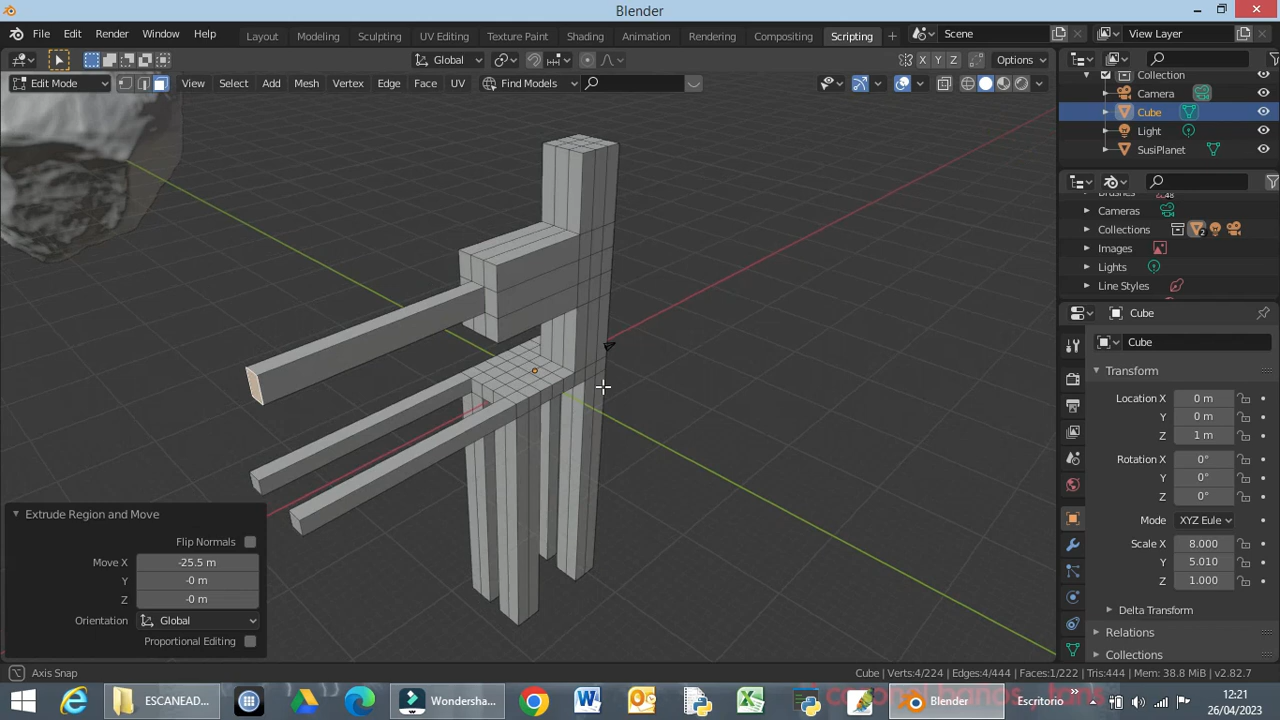 Blender
File Edit Render Window Help
Layout Modeling Sculpting UV Editing Texture Paint Shading Animation Rendering Compositing Scripting
Scene
View Layer
Global
X Y Z
Options
Edit Mode
View Select Add Mesh Vertex Edge Face UV
Find Models
Collection
Camera
Cube
Light
SusiPlanet
Brushes
48
Cameras
Collections
2
Images
Lights
Line Styles
Cube
Cube
Transform
Location X 0 m
Y 0 m
Z 1 m
Rotation X 0°
Y 0°
Z 0°
Mode XYZ Eule
Scale X 8.000
Y 5.010
Z 1.000
Delta Transform
Relations
Collections
Extrude Region and Move
Flip Normals
Move X -25.5 m
Y -0 m
Z -0 m
Orientation Global
Proportional Editing
Axis Snap
Cube | Verts:4/224 | Edges:4/444 | Faces:1/222 | Tris:444 | Mem: 38.8 MiB | v2.82.7
ESCANEAD...
Wondersha...
Blender
Escritorio
12:21
26/04/2023